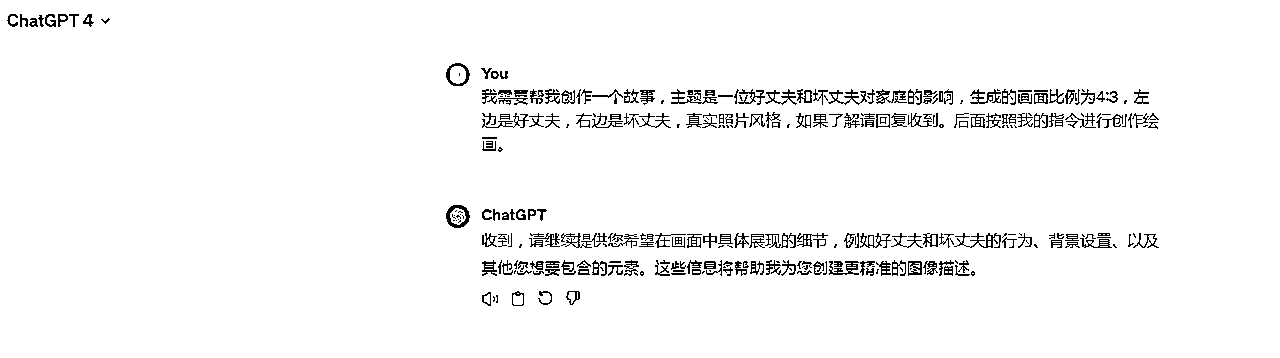 ChatGPT 4
You
我需要帮我创作一个故事，主题是一位好丈夫和坏丈夫对家庭的影响，生成的画面比例为4:3，左
边是好丈夫，右边是坏丈夫，真实照片风格，如果了解请回复收到。后面按照我的指令进行创作绘
画。
ChatGPT
收到，请继续提供您希望在画面中具体展现的细节，例如好丈夫和坏丈夫的行为、背景设置、以及
其他您想要包含的元素。这些信息将帮助我为您创建更精准的图像描述。